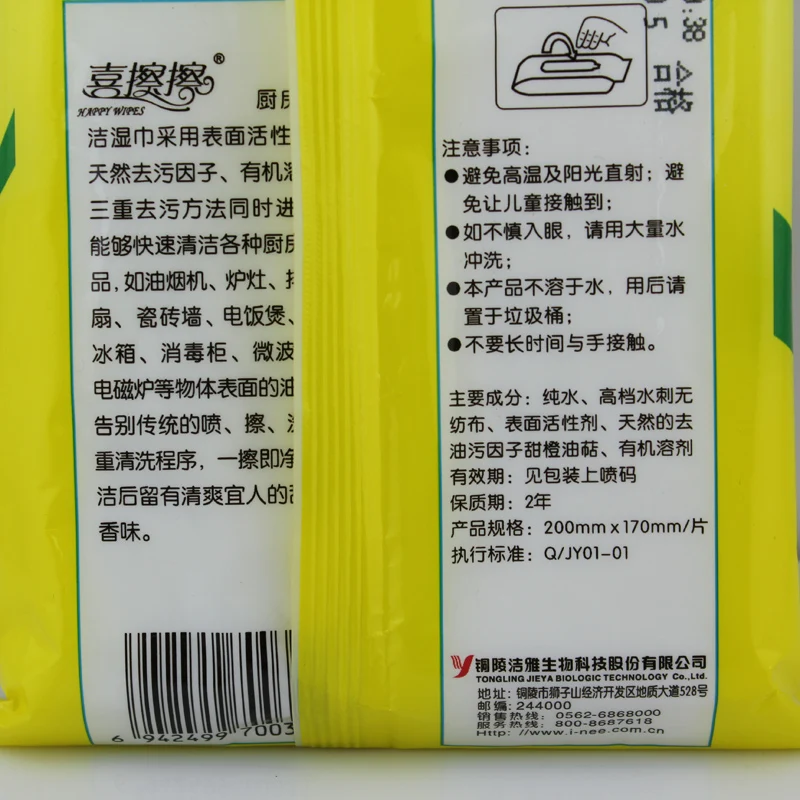 喜擦擦®
HAPPY WIPES
厨房
洁湿巾采用表面活性
天然去污因子、有机溶
三重去污方法同时进
能够快速清洁各种厨房
品,如油烟机、炉灶、排
扇、瓷砖墙、电饭煲、
冰箱、消毒柜、微波
电磁炉等物体表面的油
告别传统的喷、擦、
重清洗程序,一擦即净
洁后留有清爽宜人的
香味。
6 942499 7003
:38
5
合格
注意事项:
●避免高温及阳光直射;避
免让儿童接触到;
●如不慎入眼,请用大量水
冲洗;
●本产品不溶于水,用后请
置于垃圾桶;
●不要长时间与手接触。
主要成分:纯水、高档水刺无
纺布、表面活性剂、天然的去
油污因子甜橙油萜、有机溶剂
有效期:见包装上喷码
保质期:2年
产品规格:200mm x 170mm/片
执行标准:Q/JY01-01
铜陵洁雅生物科技股份有限公司
TONGLING JIEYA BIOLOGIC TECHNOLOGY Co.,Ltd.
地址:铜陵市狮子山经济开发区地质大道528号
邮编:244000
销售热线:0562-6868000
服务热线:800-8687618
Http://www.i-nee.com.cn